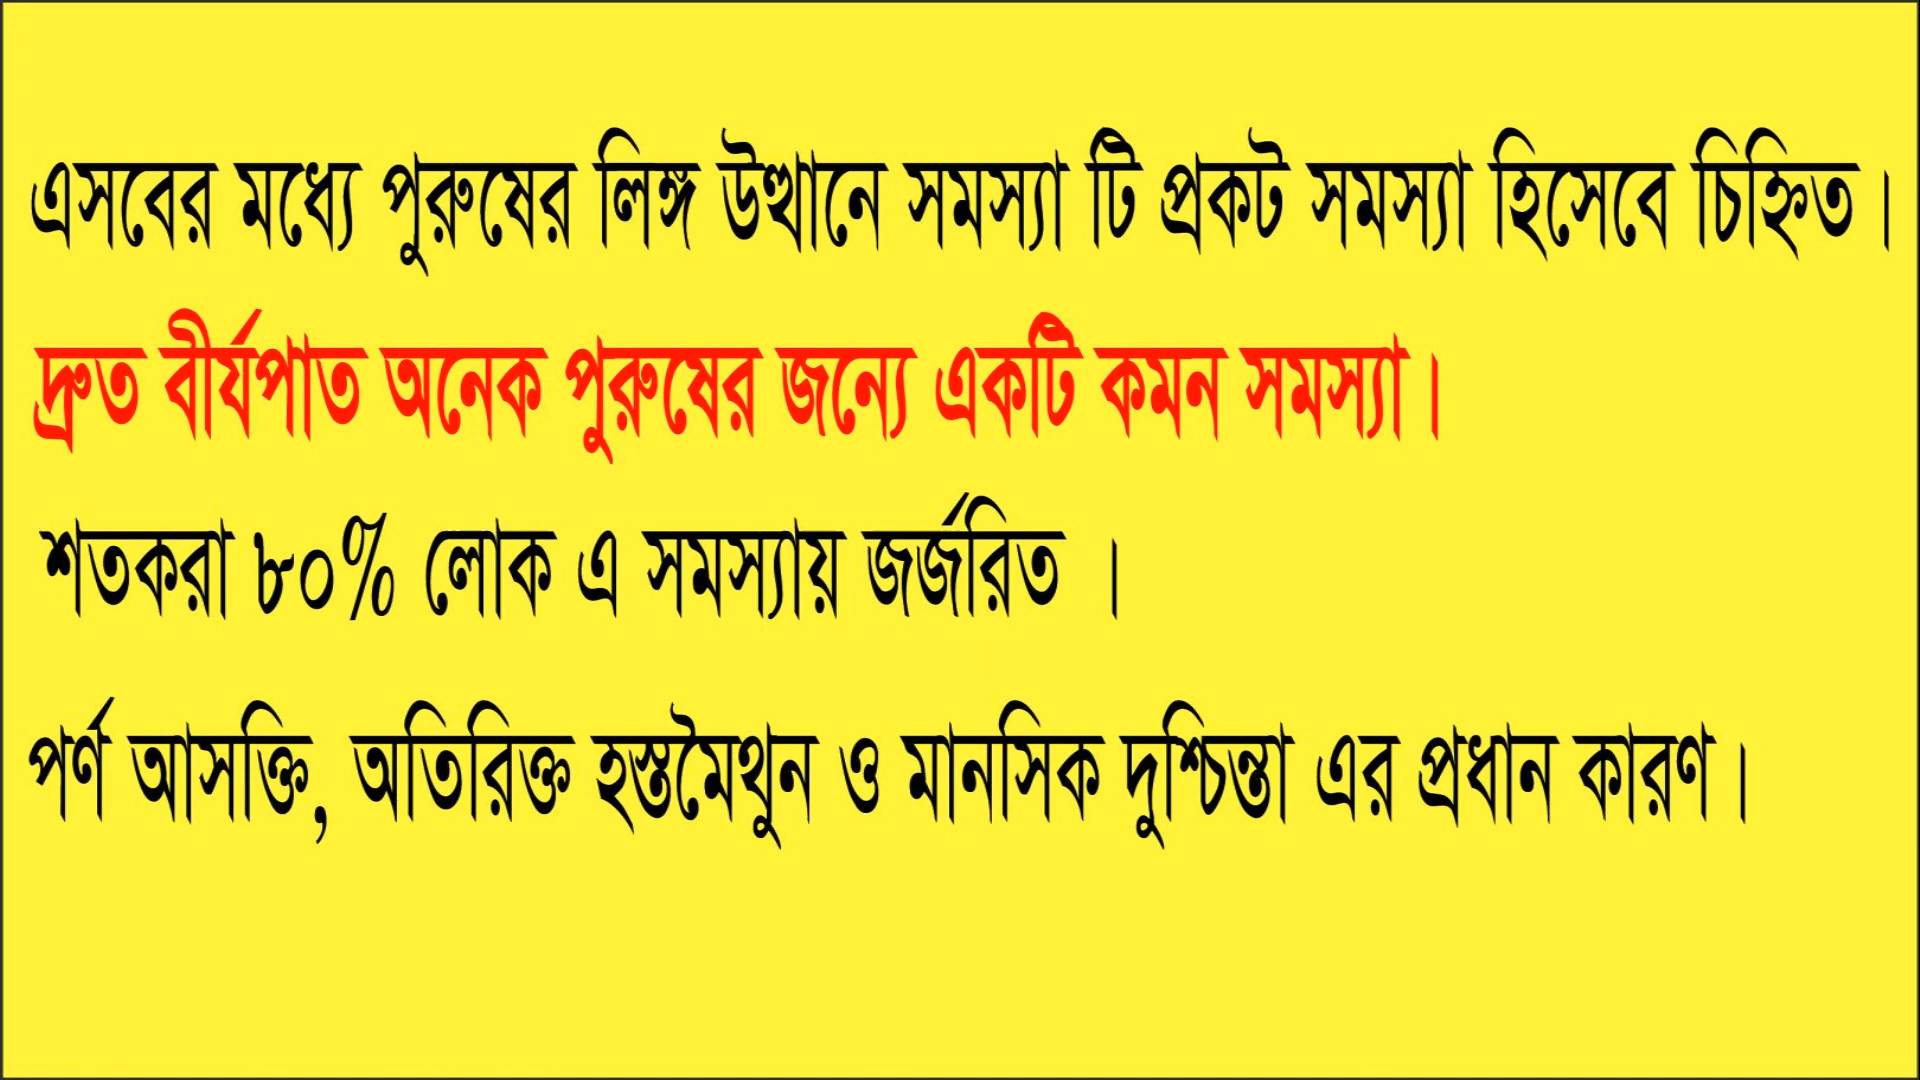 এসবের মধ্যে পুরুষের লিঙ্গ উত্থানে সমস্যা টি প্রকট সমস্যা হিসেবে চিহ্নিত।
দ্রুত বীর্যপাত অনেক পুরুষের জন্যে একটি কমন সমস্যা।
শতকরা ৮০% লোক এ সমস্যায় জর্জরিত ।
পর্ণ আসক্তি, অতিরিক্ত হস্তমৈথুন ও মানসিক দুশ্চিন্তা এর প্রধান কারণ।